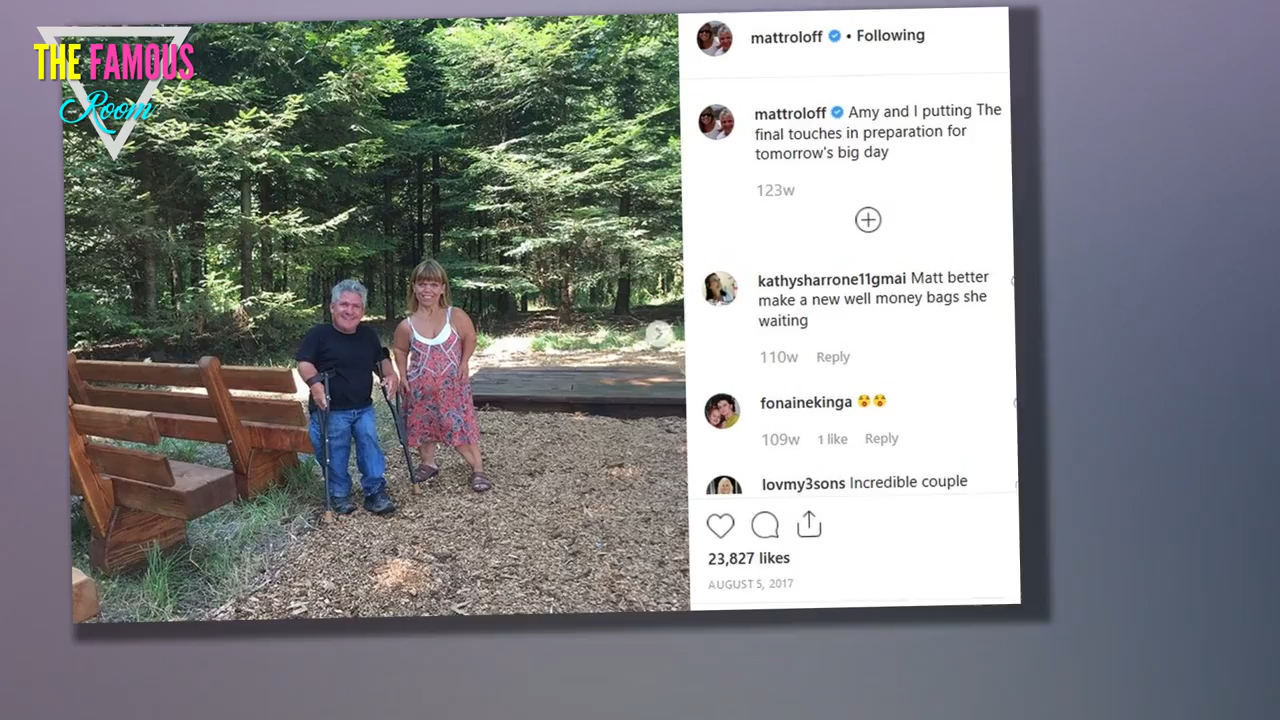 THE FAMOUS
Room
mattroloff • Following
mattroloff Amy and I putting The
final touches in preparation for
tomorrow's big day
123w
kathysharrone11gmai Matt better
make a new well money bags she
waiting
110w Reply
fonainekinga 😵😵
109w 1 like Reply
lovmy3sons Incredible couple
23,827 likes
AUGUST 5, 2017